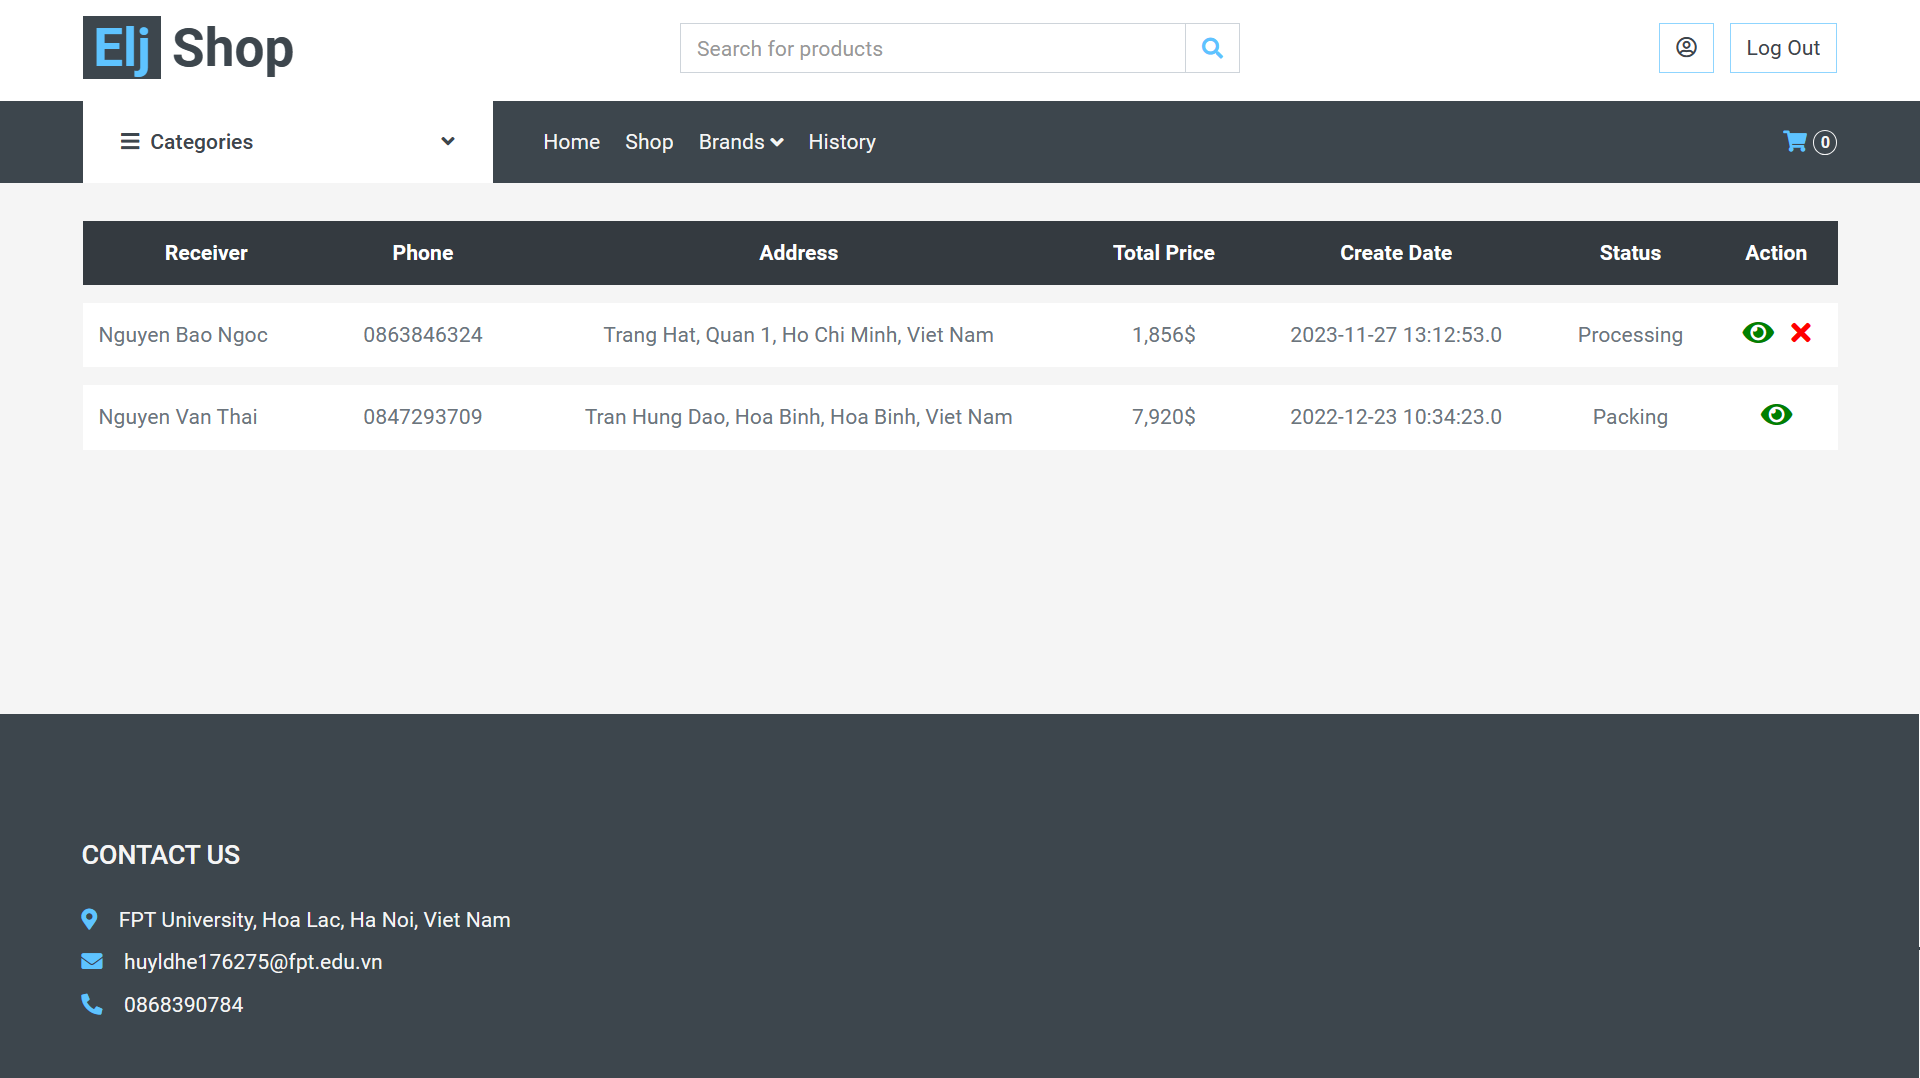 Elj Shop
Search for products
Log Out
Categories
Home Shop Brands History
0
Receiver Phone Address Total Price Create Date Status Action
Nguyen Bao Ngoc 0863846324 Trang Hat, Quan 1, Ho Chi Minh, Viet Nam 1,856$ 2023-11-27 13:12:53.0 Processing
Nguyen Van Thai 0847293709 Tran Hung Dao, Hoa Binh, Hoa Binh, Viet Nam 7,920$ 2022-12-23 10:34:23.0 Packing
CONTACT US
FPT University, Hoa Lac, Ha Noi, Viet Nam
huyldhe176275@fpt.edu.vn
0868390784